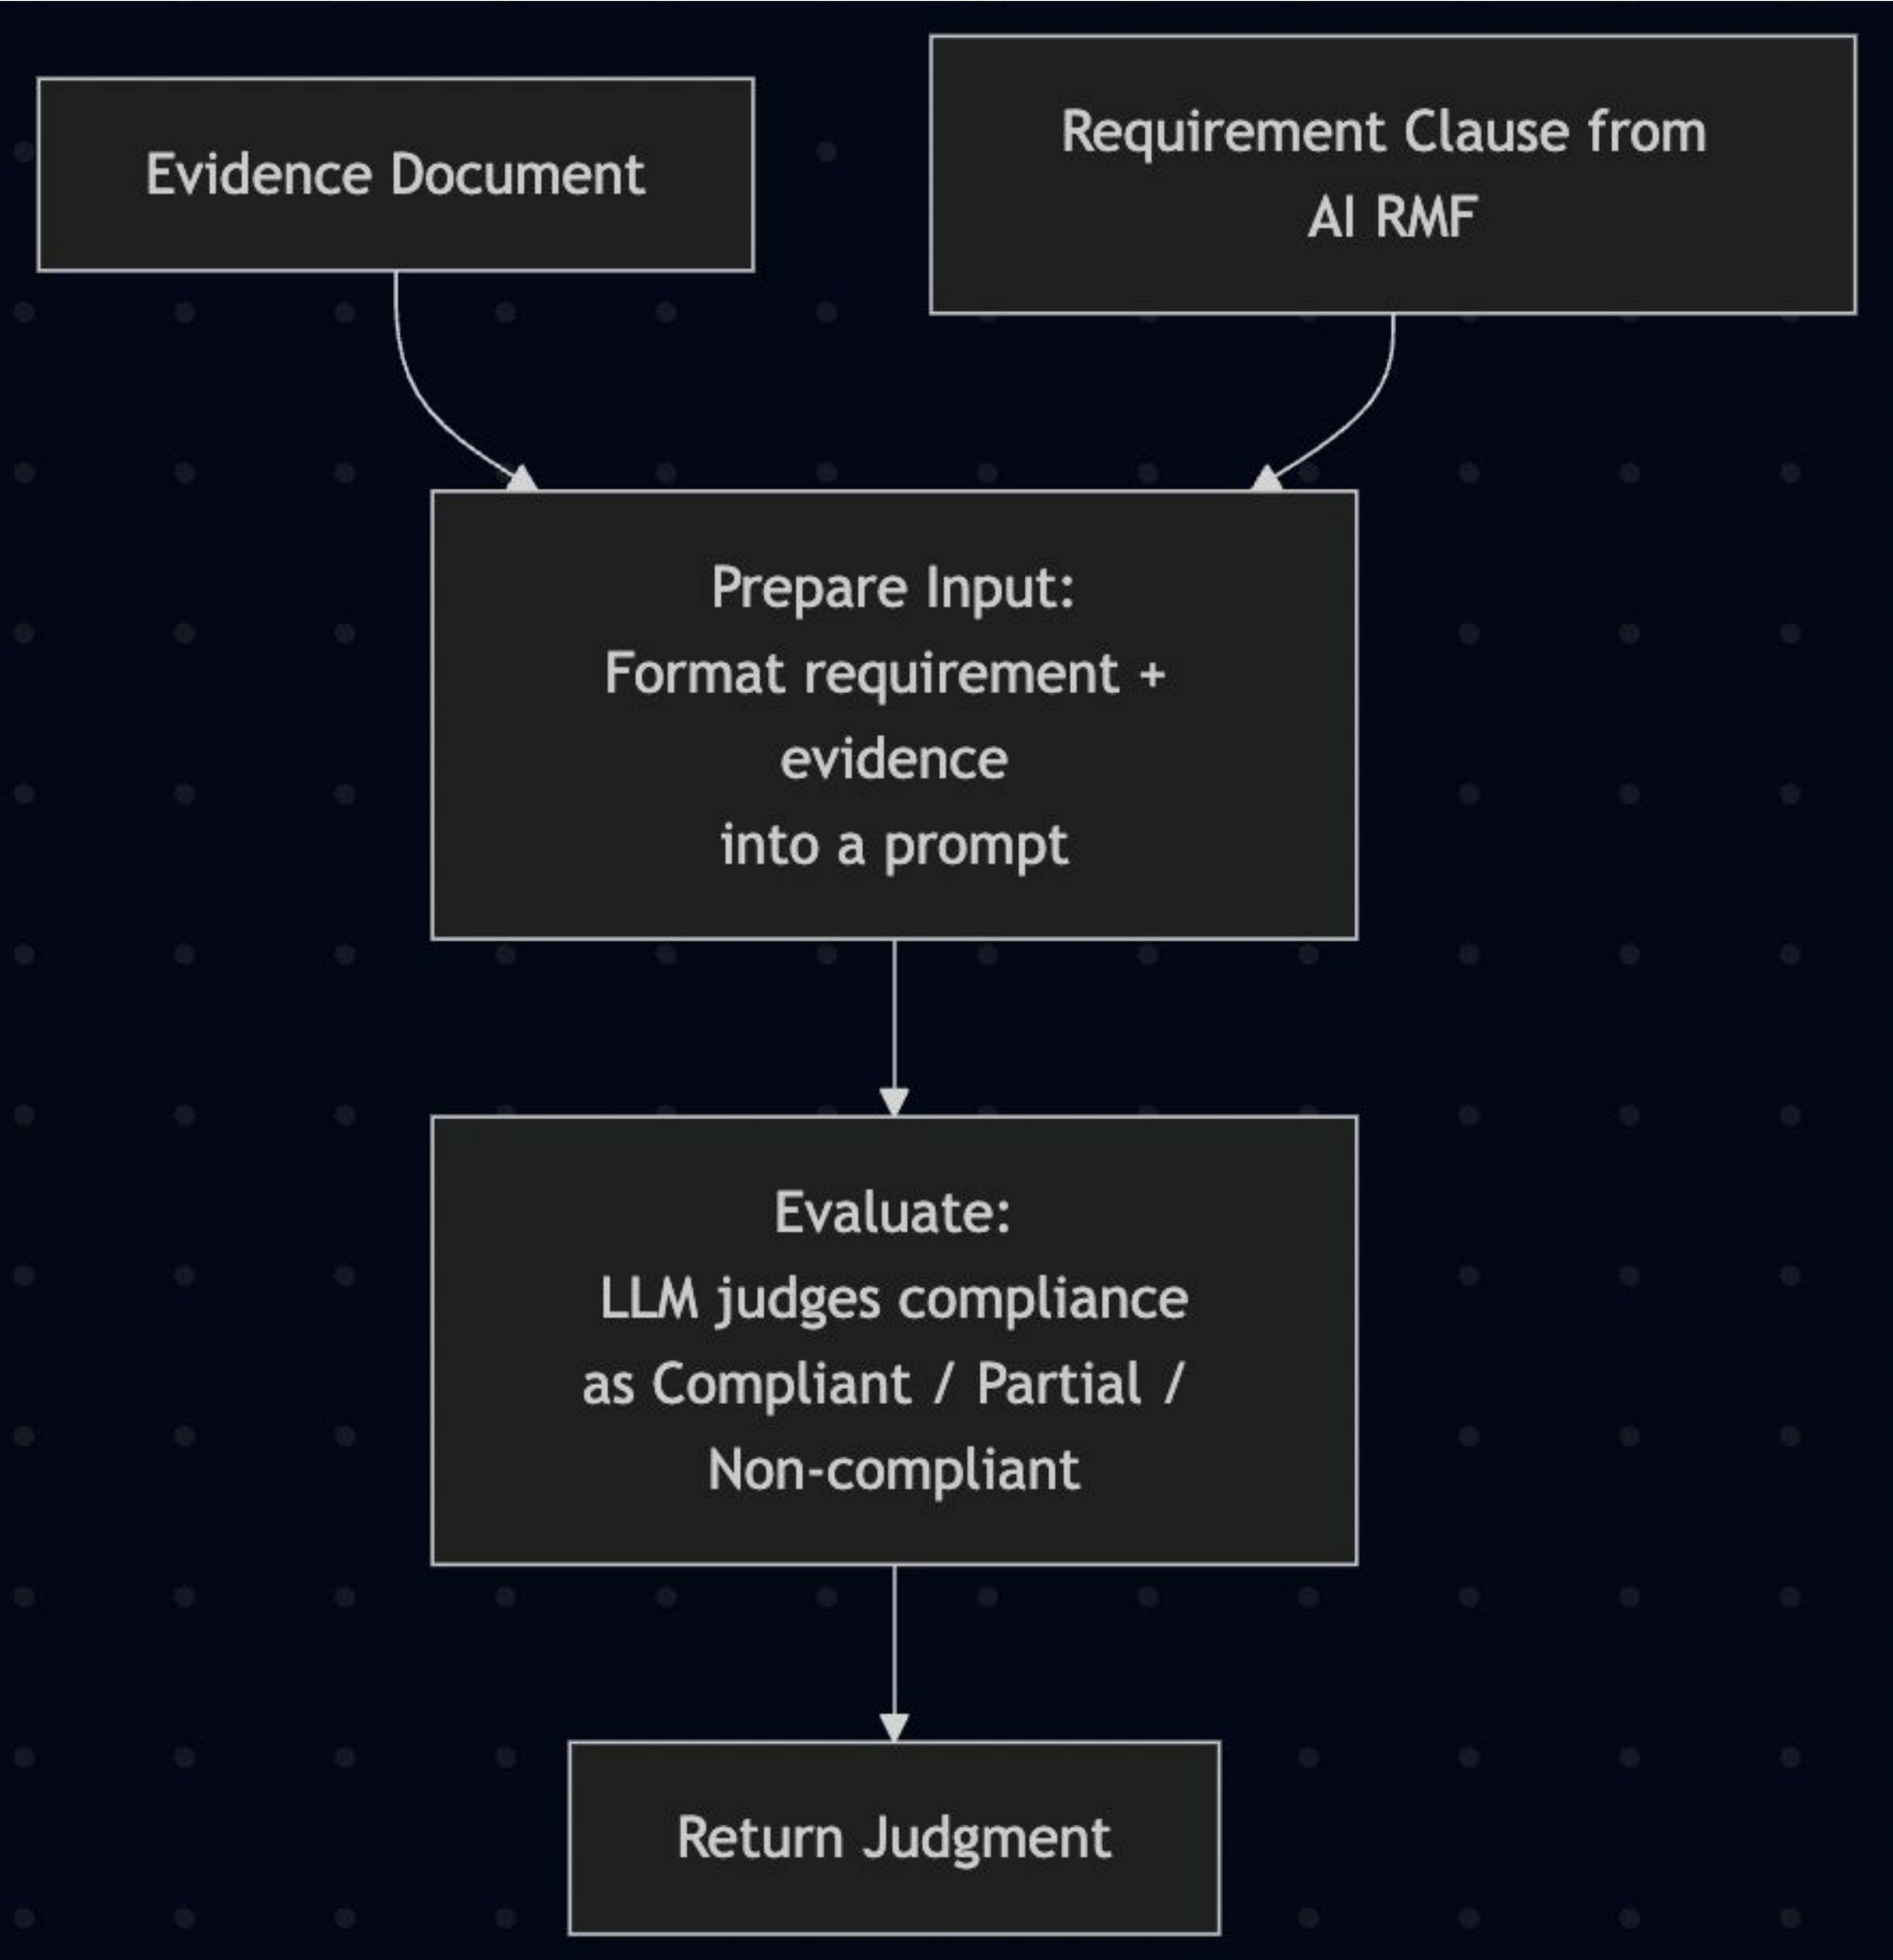 Evidence Document
Requirement Clause from
AI RMF
Prepare Input:
Format requirement +
evidence
into a prompt
Evaluate:
LLM judges compliance
as Compliant / Partial /
Non-compliant
Return Judgment